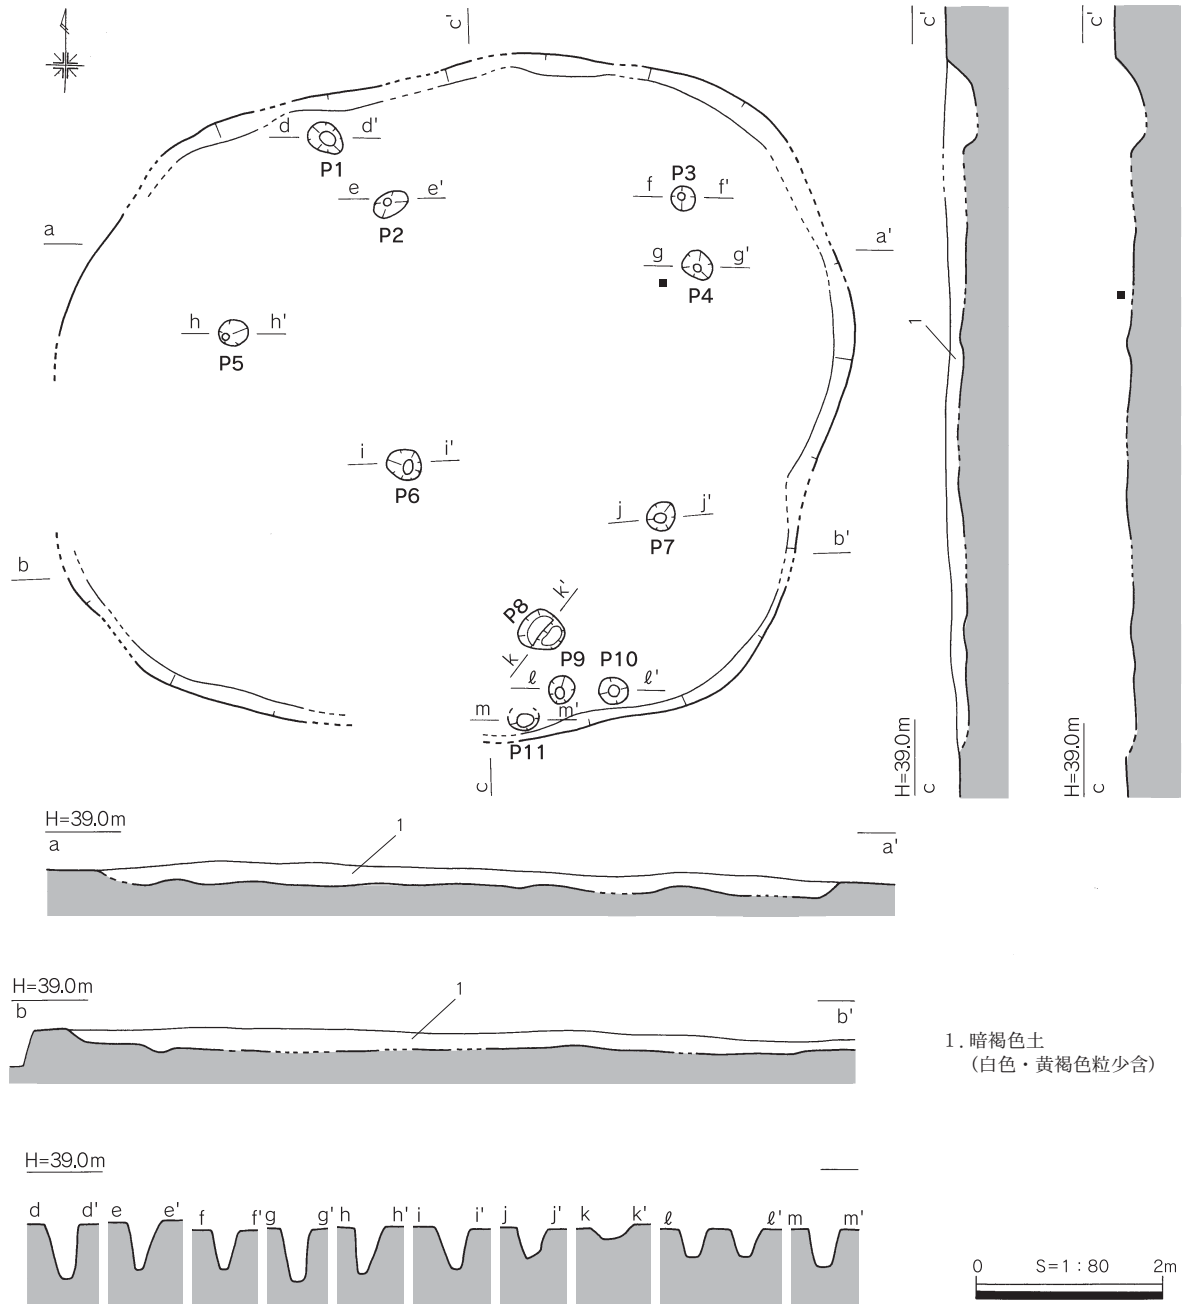 c'
c'
c'
d
d'
P1
e
e'
P2
P3
f
f'
a
a'
g
g'
P4
h
h'
P5
1
i
i'
P6
j
j'
P7
b
b'
P8
k'
k
P9
P10
ℓ
ℓ'
m
m'
P11
c
H=39.0m
c
H=39.0m
c
H=39.0m
a
1
a'
H=39.0m
b
1
b'
1. 暗褐色土
(白色・黄褐色粒少含)
H=39.0m
d d' e e' f f' g g' h h' i i' j j' k k' ℓ ℓ' m m'
0 S=1:80 2m